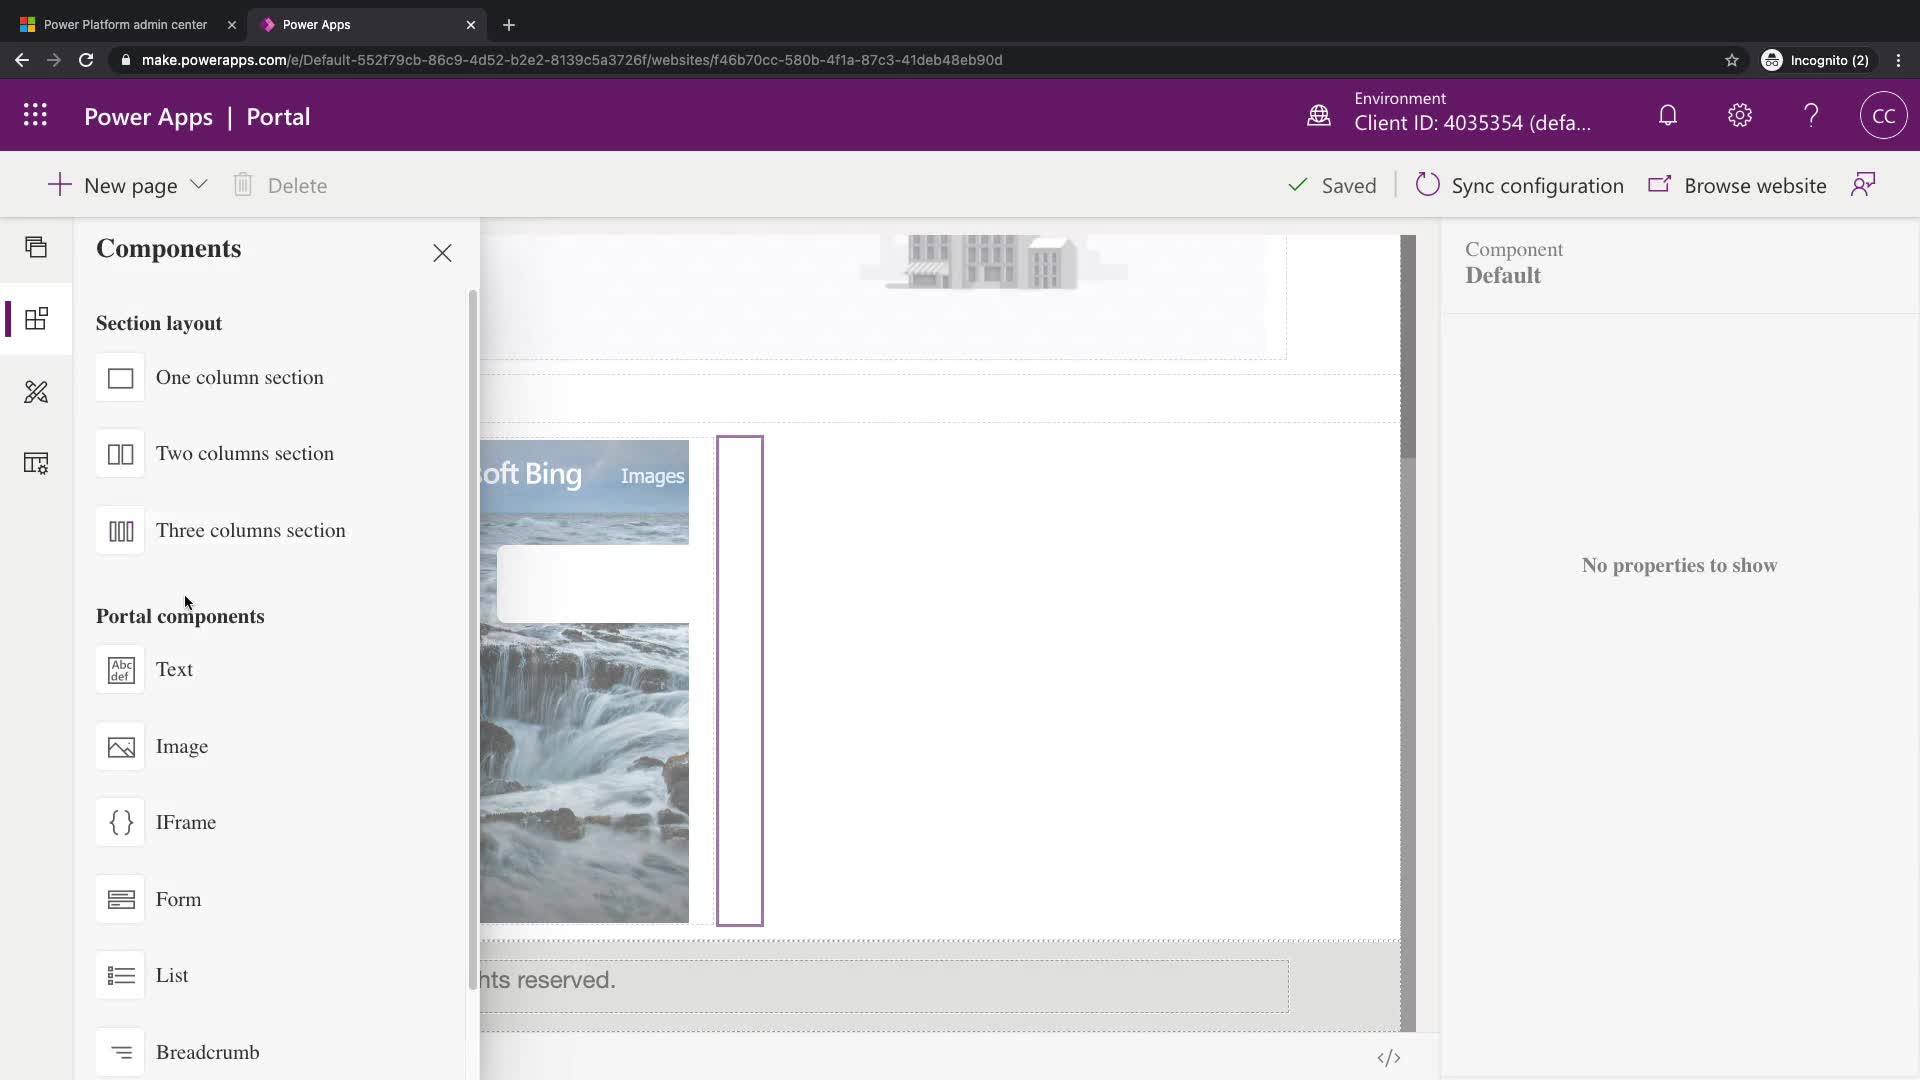 Power Platform admin center
Power Apps
make.powerapps.com/e/Default-552f79cb-86c9-4d52-b2e2-8139c5a3726f/websites/f46b70cc-580b-4f1a-87c3-41deb48eb90d
Incognito (2)
Power Apps | Portal
Environment
Client ID: 4035354 (defa...
CC
New page
Delete
Saved
Sync configuration
Browse website
Components
Section layout
One column section
Two columns section
Three columns section
Portal components
Abc
def
Text
Image
IFrame
Form
List
Breadcrumb
soft Bing
Images
hts reserved.
Component
Default
No properties to show